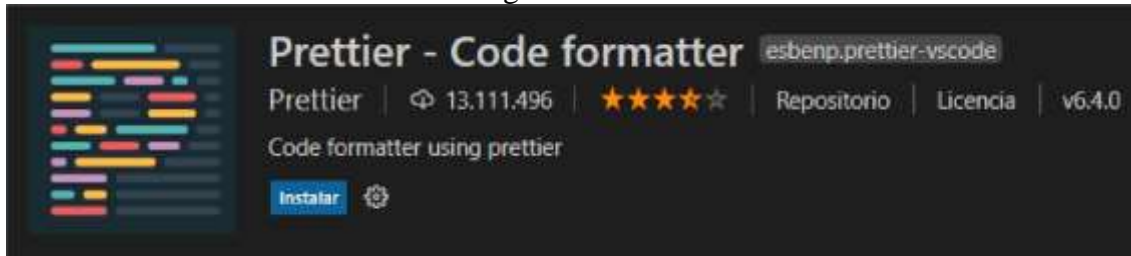 Prettier - Code formatter esbenp.prettier-vscode
Prettier 13.111.496 Repositorio Licencia v6.4.0
Code formatter using prettier
Instalar